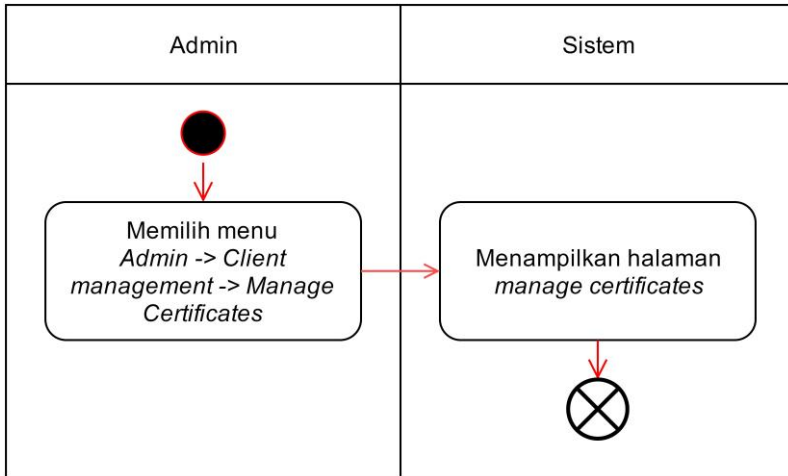 Admin
Sistem
Memilih menu
Admin -> Client
management -> Manage
Certificates
Menampilkan halaman
manage certificates